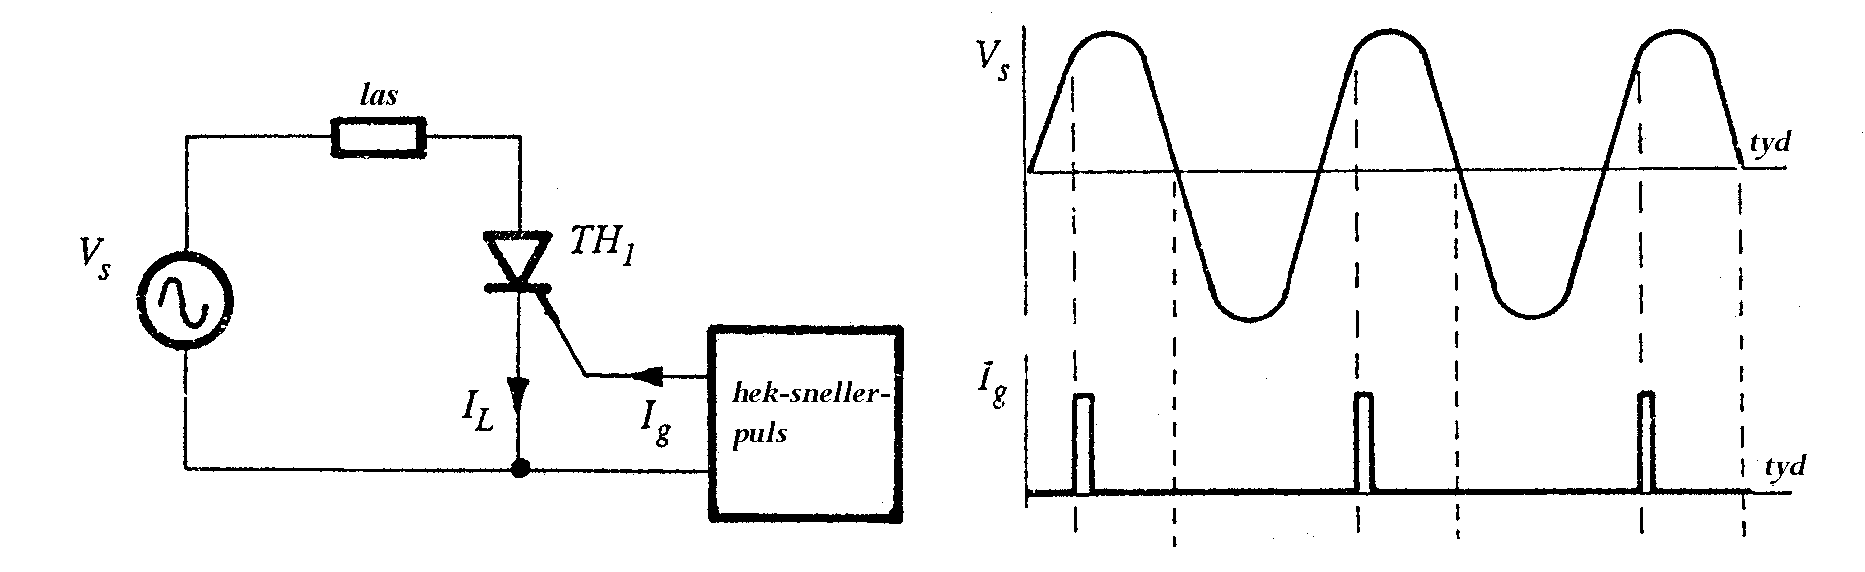 las
V_s
TH_1
I_L
I_g
hek-sneller-
puls
V_s
tyd
I_g
tyd